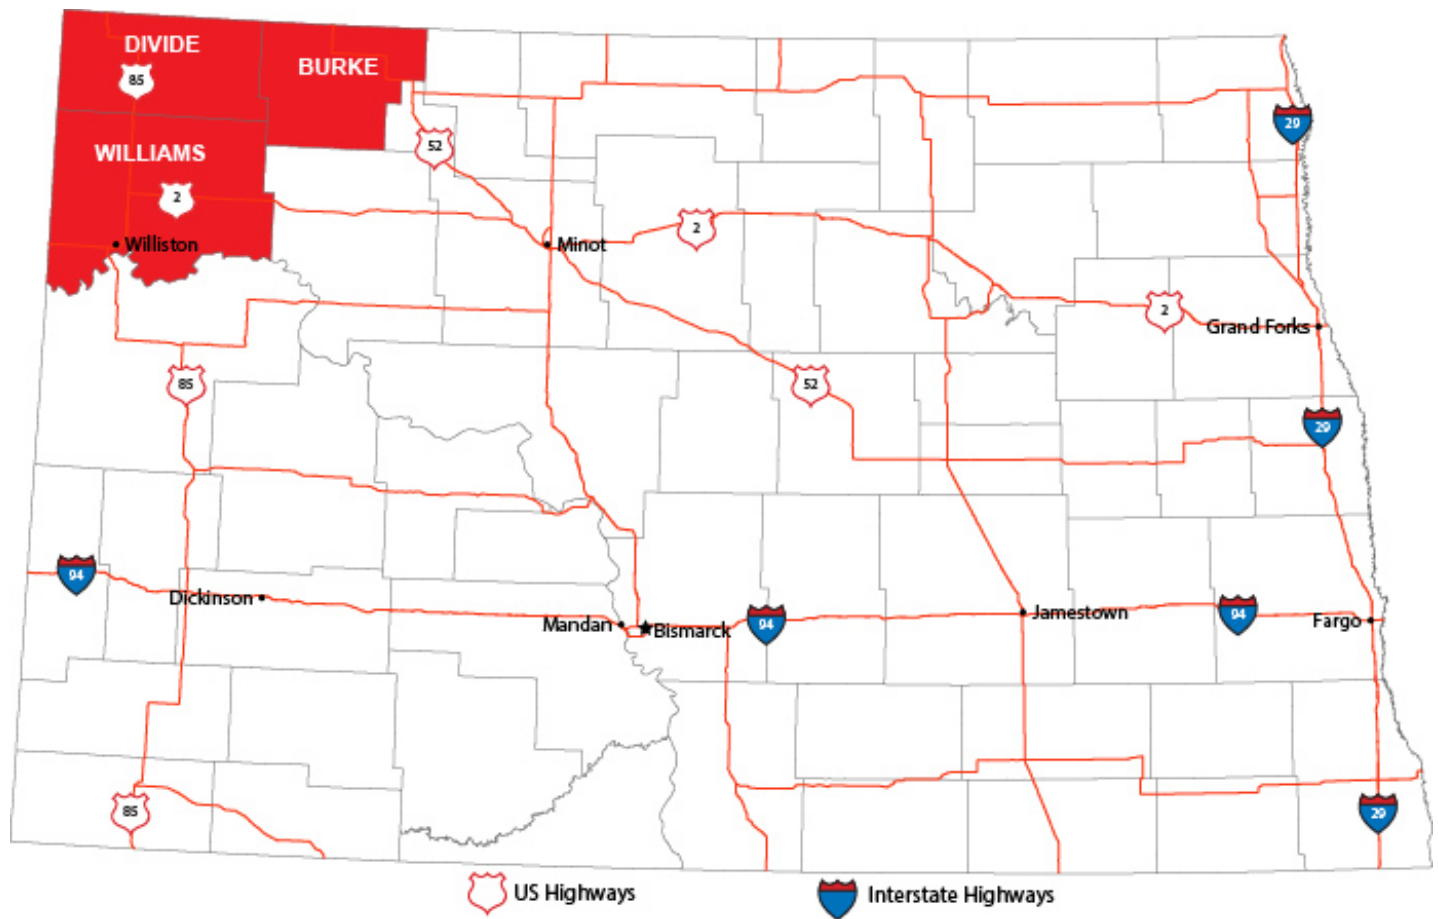 DIVIDE
BURKE
85
29
52
WILLIAMS
2
2
Williston
Minot
2
Grand Forks
85
52
29
94
Dickinson
Mandan
Bismarck
94
Jamestown
94
Fargo
85
29
US Highways
Interstate Highways